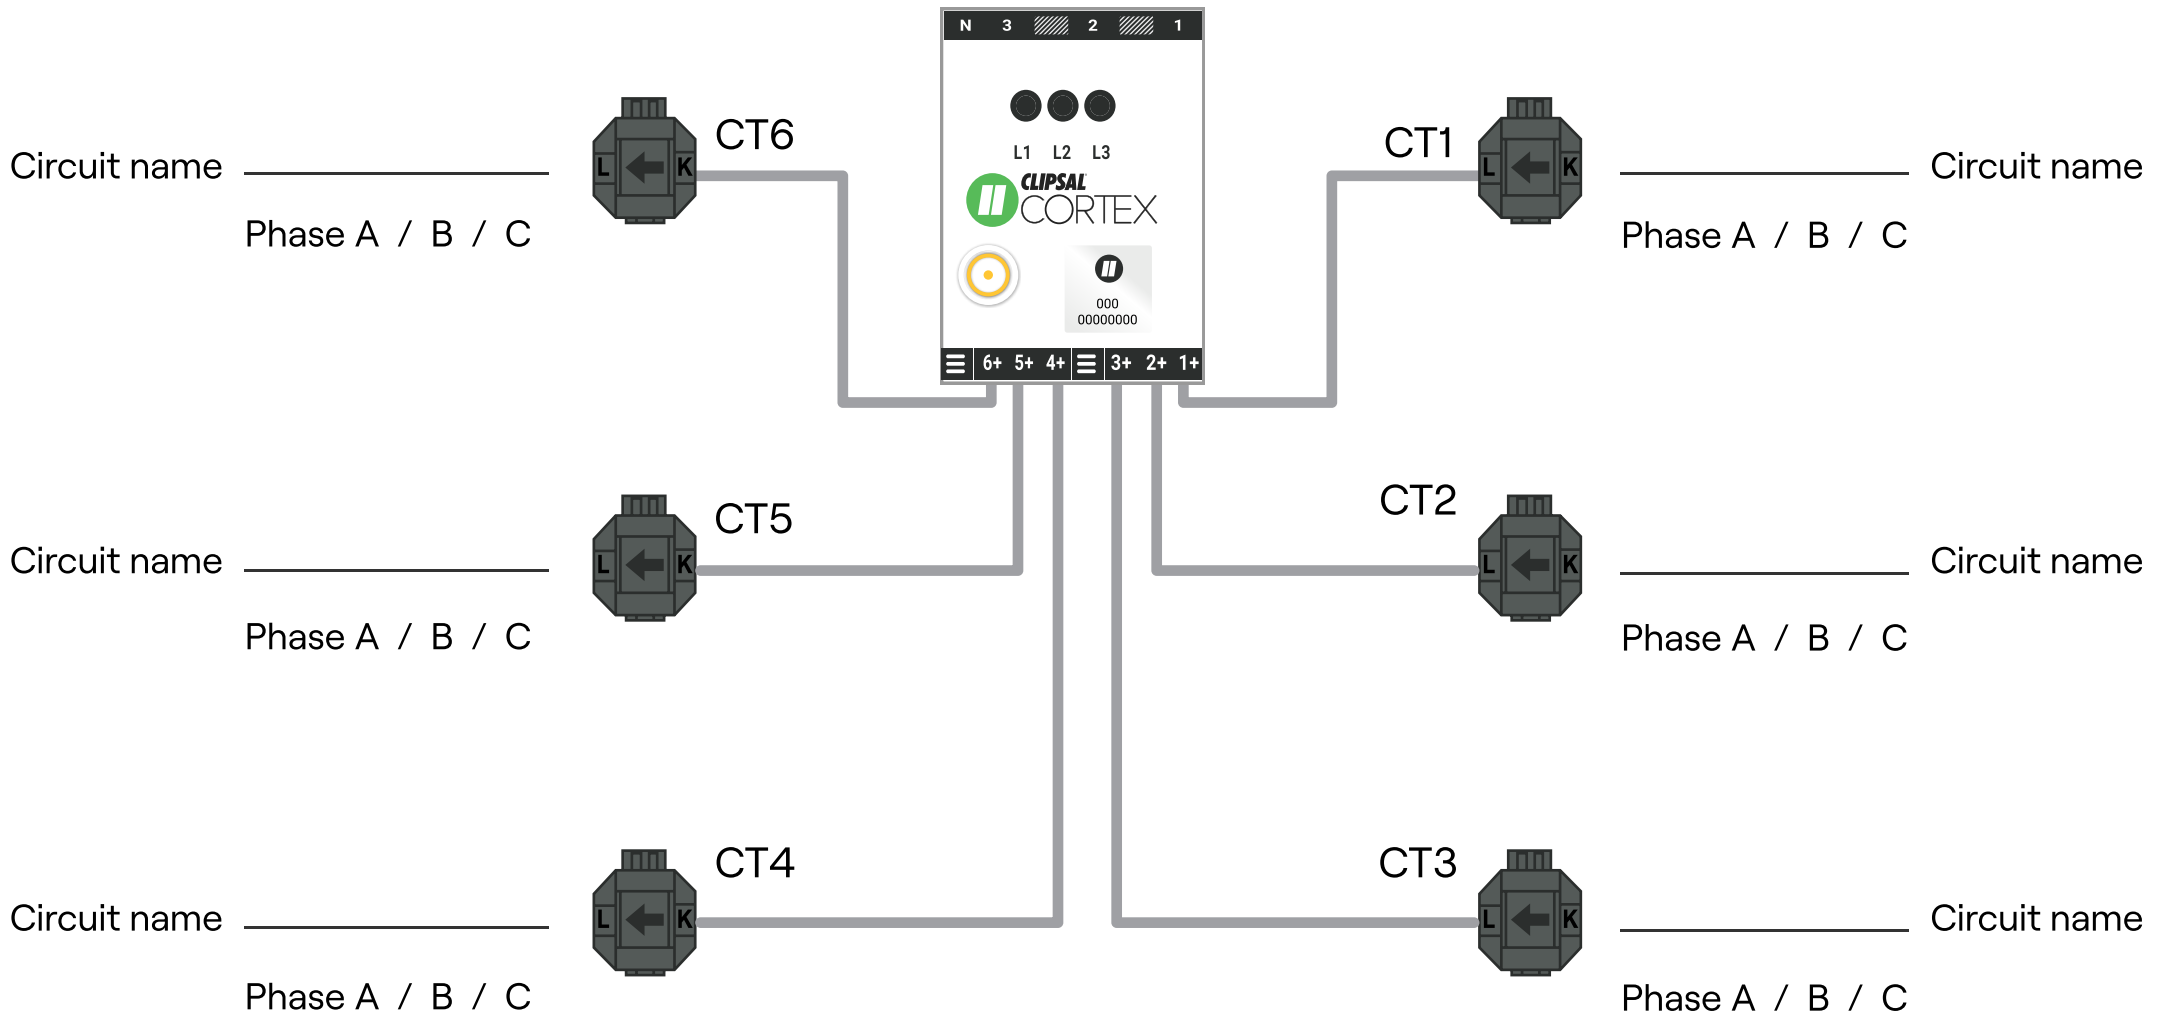 N 3 2 1
L1 L2 L3
CLIPSAL
CORTEX
000
00000000
6+ 5+ 4+ 3+ 2+ 1+
CT6
L K
Circuit name
Phase A / B / C
CT1
L K
Circuit name
Phase A / B / C
CT5
L K
Circuit name
Phase A / B / C
CT2
L K
Circuit name
Phase A / B / C
CT4
L K
Circuit name
Phase A / B / C
CT3
L K
Circuit name
Phase A / B / C